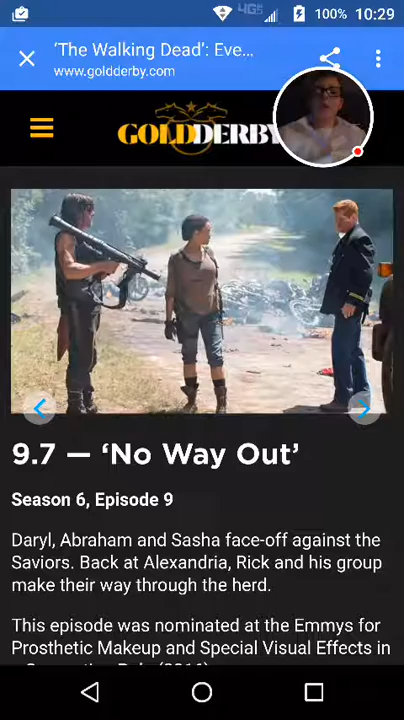 4G 100% 10:29
'The Walking Dead': Eve...
www.goldderby.com
GOLDDERBY
9.7 — 'No Way Out'
Season 6, Episode 9
Daryl, Abraham and Sasha face-off against the
Saviors. Back at Alexandria, Rick and his group
make their way through the herd.
This episode was nominated at the Emmys for
Prosthetic Makeup and Special Visual Effects in